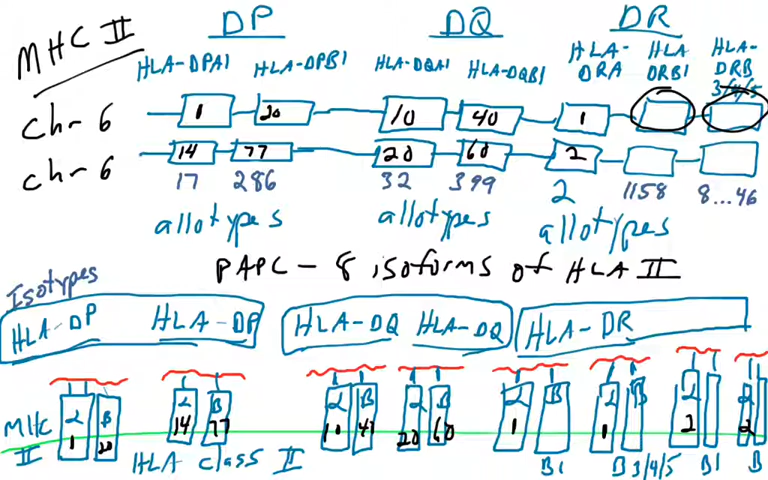 DP DQ DR
MHC II
HLA-DPA1 HLA-DPB1 HLA-DQA1 HLA-DQB1 HLA-DRA HLA DRB1 HLA-DRB 3/4/5
chr 6 1 20 10 40 1
chr 6 14 77 20 60 2
17 286 32 399 2 1158 8...46
allotypes allotypes allotypes
PAPC - 8 isoforms of HLA II
Isotypes
HLA-DP HLA-DP HLA-DQ HLA-DQ HLA-DR
α β α β α β α β α β α β α α
MHC II 1 20 14 77 10 40 20 60 1 1 2 2
HLA class II B1 B 3/4/5 B1 B